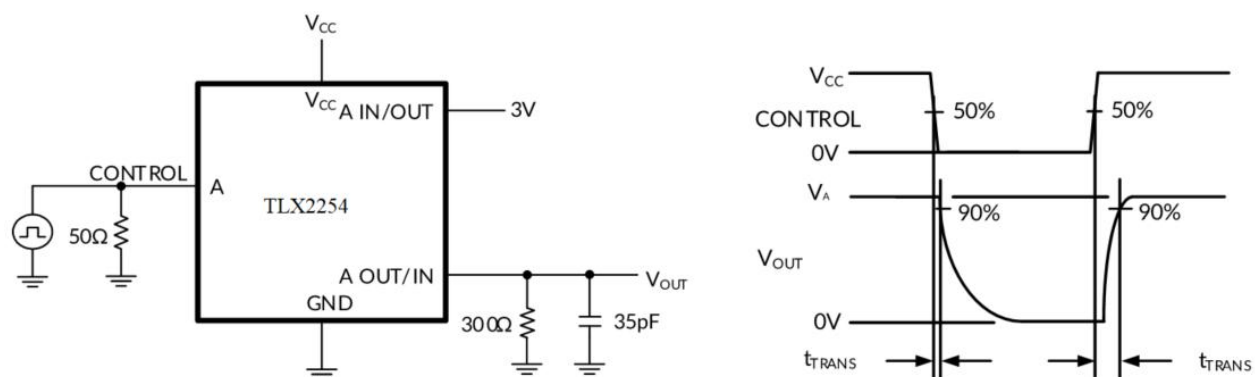 VCC
VCC
A IN/OUT
3V
CONTROL
A
TLX2254
50Ω
A OUT/IN
VOUT
GND
300Ω
35pF
VCC
50%
50%
CONTROL
0V
VA
90%
90%
VOUT
0V
tTRANS
tTRANS